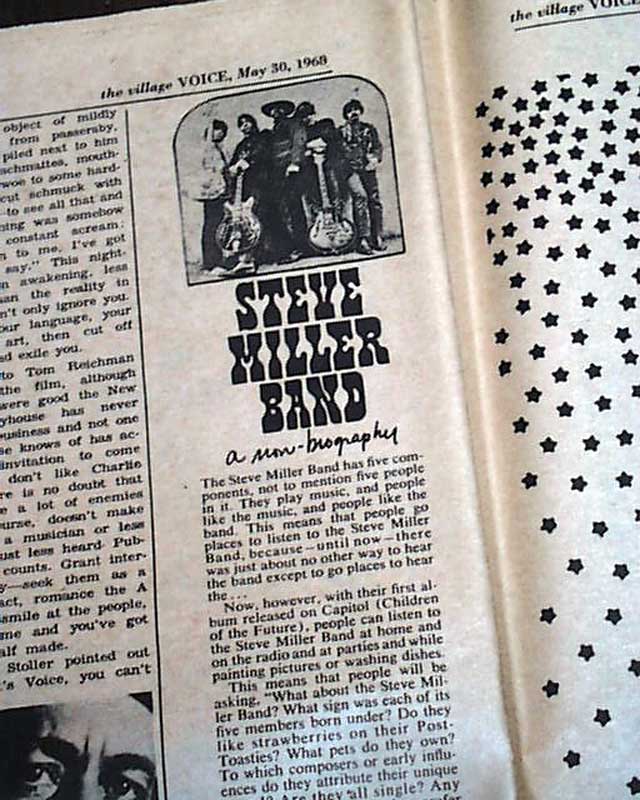 the village VOICE, May 30, 1968
the village VOICE
object of mildly
from passersby,
piled next to him
schmattes, mouth-
woe to some hard-
cut schmuck with
to see all that and
ning was somehow
constant scream:
n to me. I've got
say." This night-
n awakening, less
an the reality in
n't only ignore you.
our language, your
art, then cut off
d exile you.
to Tom Reichman
the film, although
were good the New
yhouse has never
usiness and not one
se knows of has ac-
invitation to come
don't like Charlie
re is no doubt that
e a lot of enemies
urse, doesn't make
a musician or less
ust less heard. Pub-
counts. Grant inter-
y—seek them as a
act, romance the A
smile at the people,
me and you've got
alf made.
Stoller pointed out
's Voice, you can't
STEVE
MILLER
BAND
a non-biography
The Steve Miller Band has five com-
ponents, not to mention five people
in it. They play music, and people
like the music, and people like the
band. This means that people go
places to listen to the Steve Miller
Band, because—until now—there
was just about no other way to hear
the band except to go places to hear
the ...
Now, however, with their first al-
bum released on Capitol (Children
of the Future), people can listen to
the Steve Miller Band at home and
on the radio and at parties and while
painting pictures or washing dishes.
This means that people will be
asking, "What about the Steve Mil-
ler Band? What sign was each of its
five members born under? Do they
like strawberries on their Post-
Toasties? What pets do they own?
To which composers or early influ-
ences do they attribute their unique
Are they all single? Any